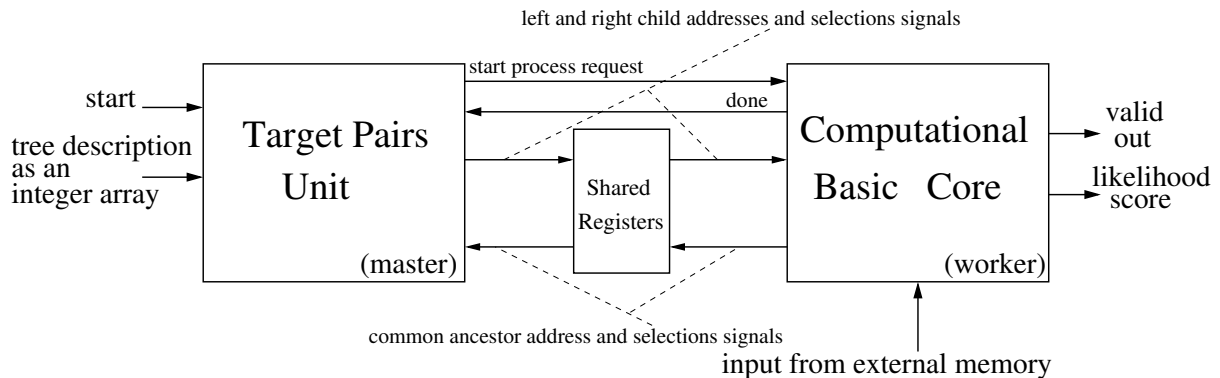 left and right child addresses and selections signals
start process request
done
start
tree description
as an
integer array
Target Pairs
Unit
(master)
Shared
Registers
Computational
Basic Core
(worker)
valid
out
likelihood
score
common ancestor address and selections signals
input from external memory